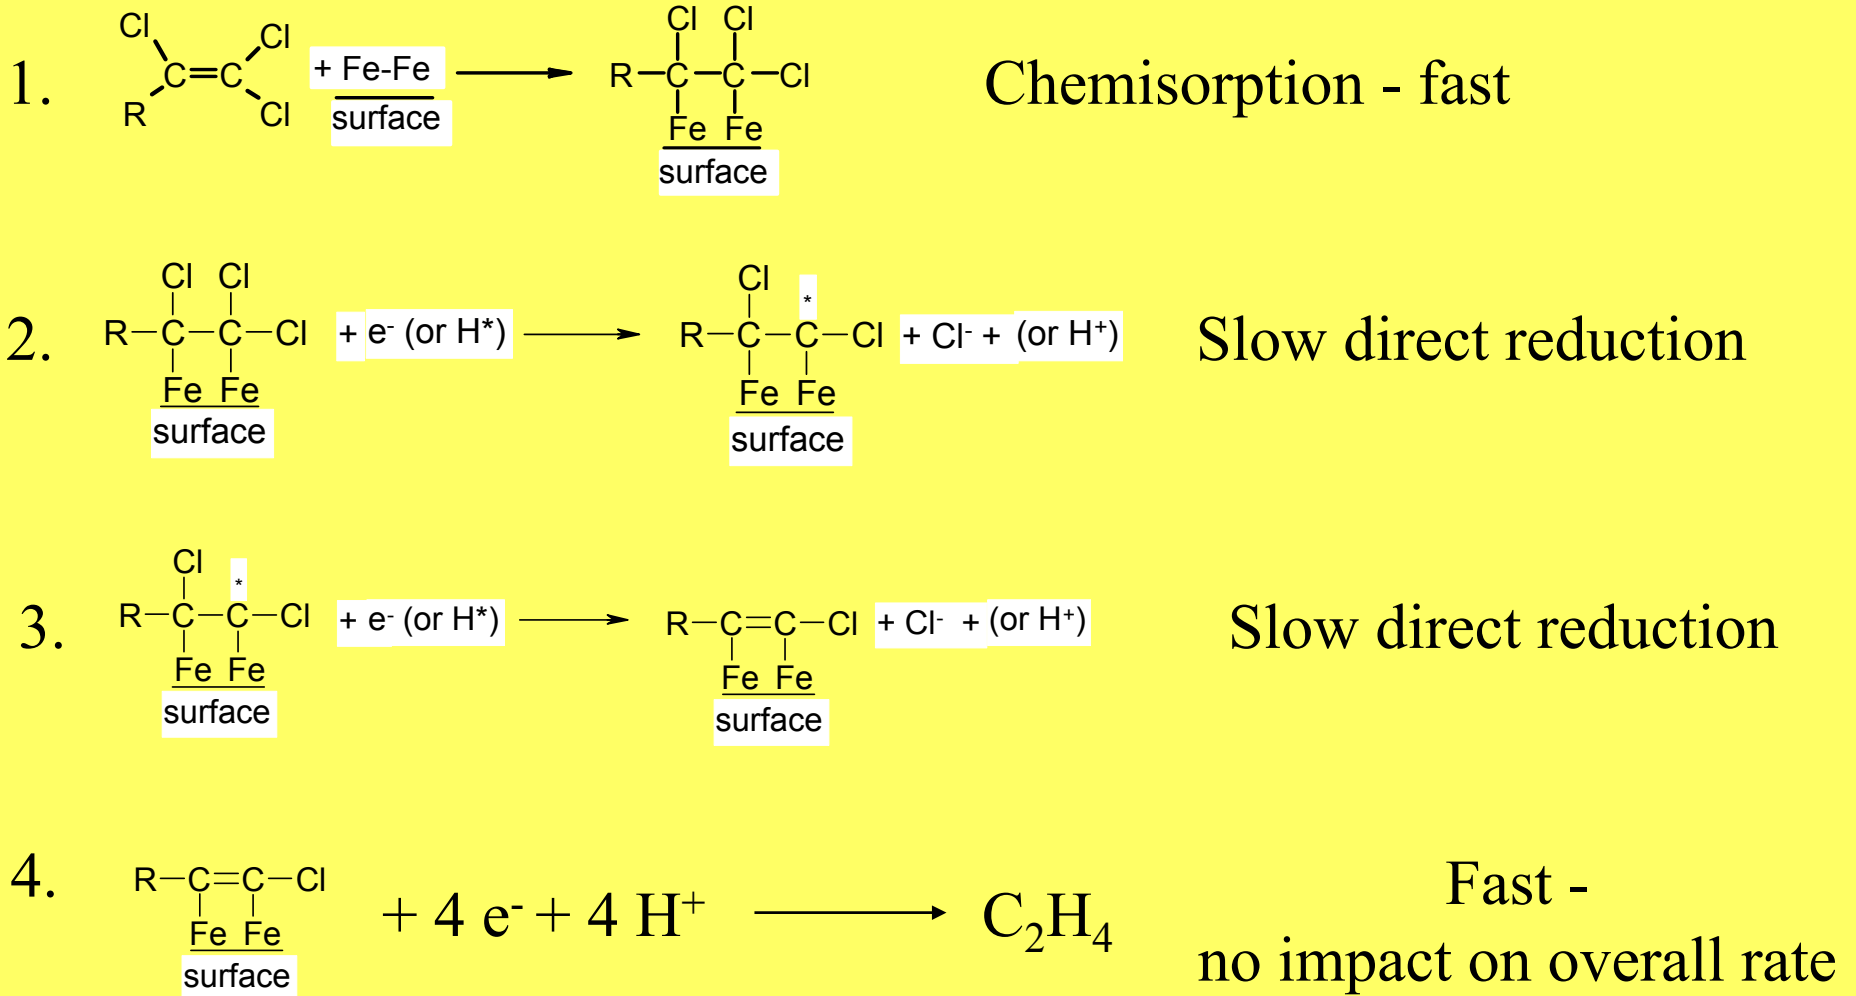 1. Cl Cl C=C R Cl + Fe-Fe surface → Cl Cl R-C-C-Cl Fe Fe surface Chemisorption - fast
2. Cl Cl R-C-C-Cl Fe Fe surface + e⁻ (or H*) → Cl * R-C-C-Cl Fe Fe surface + Cl⁻ + (or H⁺) Slow direct reduction
3. Cl * R-C-C-Cl Fe Fe surface + e⁻ (or H*) → R-C=C-Cl Fe Fe surface + Cl⁻ + (or H⁺) Slow direct reduction
4. R-C=C-Cl Fe Fe surface + 4 e⁻ + 4 H⁺ → C₂H₄ Fast -
no impact on overall rate